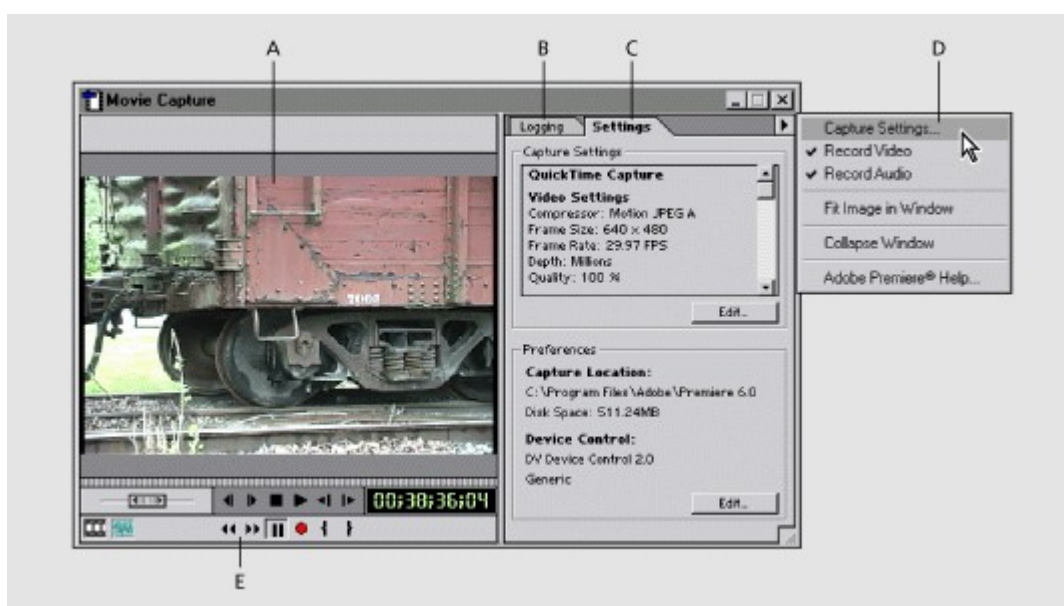 A
B
C
D
Movie Capture
Logging
Settings
Capture Settings
QuickTime Capture
Video Settings
Compressor: Motion JPEG A
Frame Size: 640 × 480
Frame Rate: 29.97 FPS
Depth: Millions
Quality: 100 %
Edit...
Preferences
Capture Location:
C:\Program Files\Adobe\Premiere 6.0
Disk Space: 511.24MB
Device Control:
DV Device Control 2.0
Generic
Edit...
00;38;36;04
Capture Settings...
Record Video
Record Audio
Fit Image in Window
Collapse Window
Adobe Premiere® Help...
E